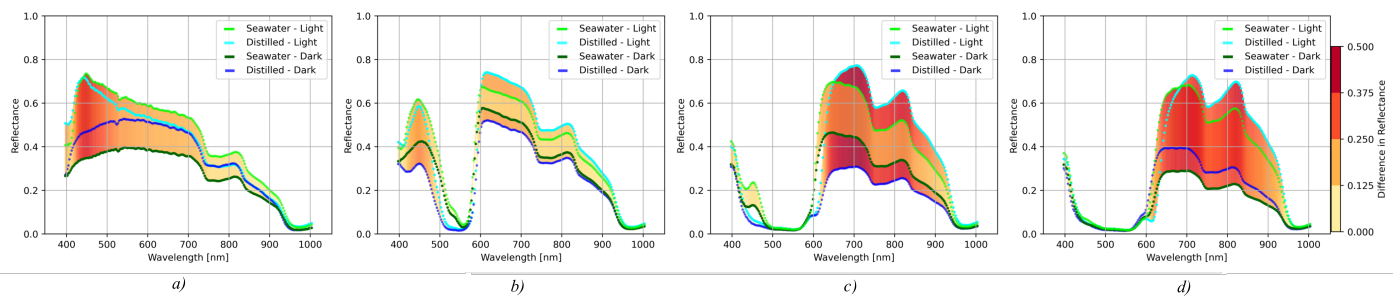 1.0
0.8
0.6
0.4
0.2
0.0
Reflectance
400 500 600 700 800 900 1000
Wavelength [nm]
Seawater - Light
Distilled - Light
Seawater - Dark
Distilled - Dark
a)
1.0
0.8
0.6
0.4
0.2
0.0
Reflectance
400 500 600 700 800 900 1000
Wavelength [nm]
Seawater - Light
Distilled - Light
Seawater - Dark
Distilled - Dark
b)
1.0
0.8
0.6
0.4
0.2
0.0
Reflectance
400 500 600 700 800 900 1000
Wavelength [nm]
Seawater - Light
Distilled - Light
Seawater - Dark
Distilled - Dark
c)
1.0
0.8
0.6
0.4
0.2
0.0
Reflectance
400 500 600 700 800 900 1000
Wavelength [nm]
Seawater - Light
Distilled - Light
Seawater - Dark
Distilled - Dark
d)
0.500
0.375
0.250
0.125
0.000
Difference in Reflectance